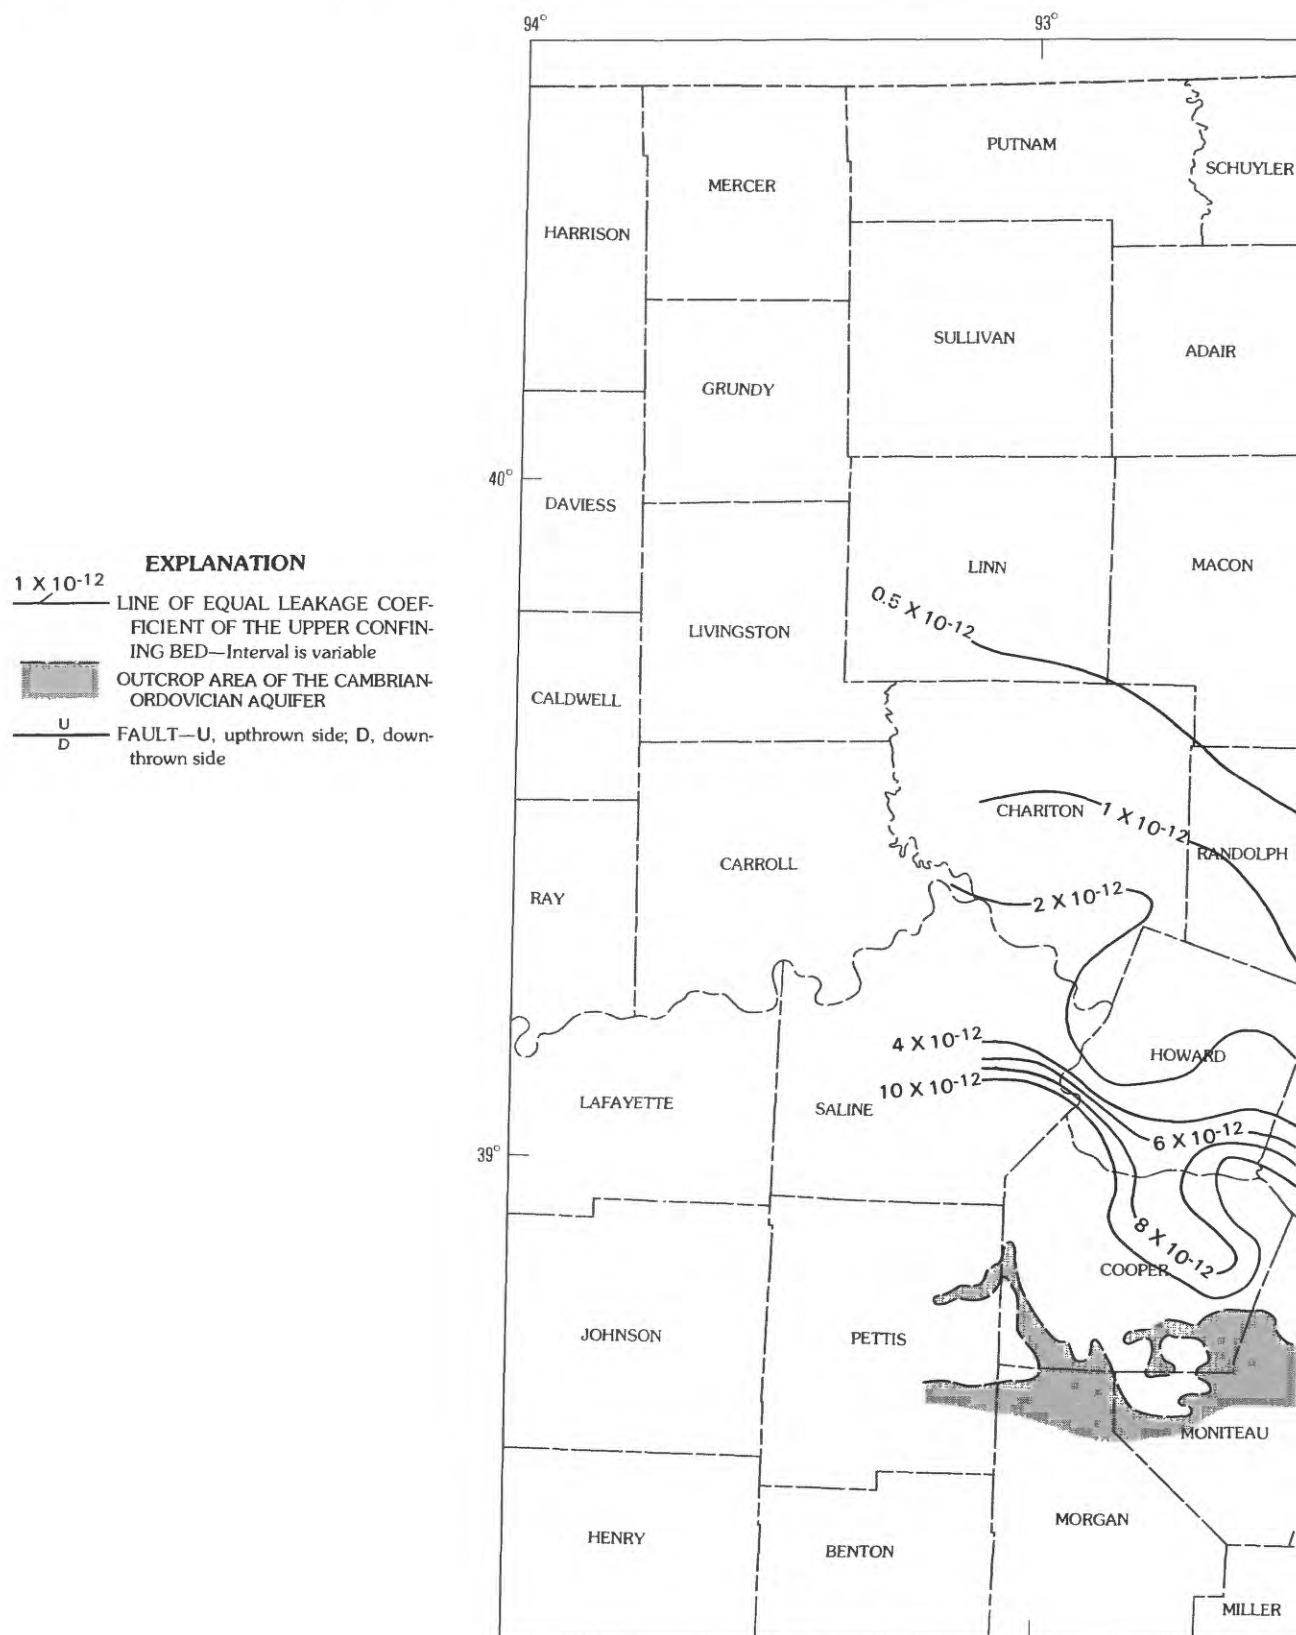 94°
93°
PUTNAM
SCHUYLER
MERCER
HARRISON
SULLIVAN
ADAIR
GRUNDY
40°
DAVIESS
EXPLANATION
1 X 10-12
LINE OF EQUAL LEAKAGE COEF-
FICIENT OF THE UPPER CONFIN-
ING BED—Interval is variable
OUTCROP AREA OF THE CAMBRIAN-
ORDOVICIAN AQUIFER
U
D
FAULT—U, upthrown side; D, down-
thrown side
LINN
MACON
0.5 X 10-12
LIVINGSTON
CALDWELL
CHARITON
1 X 10-12
RANDOLPH
CARROLL
RAY
2 X 10-12
4 X 10-12
HOWARD
10 X 10-12
LAFAYETTE
SALINE
6 X 10-12
39°
8 X 10-12
COOPER
JOHNSON
PETTIS
MONITEAU
MORGAN
HENRY
BENTON
MILLER